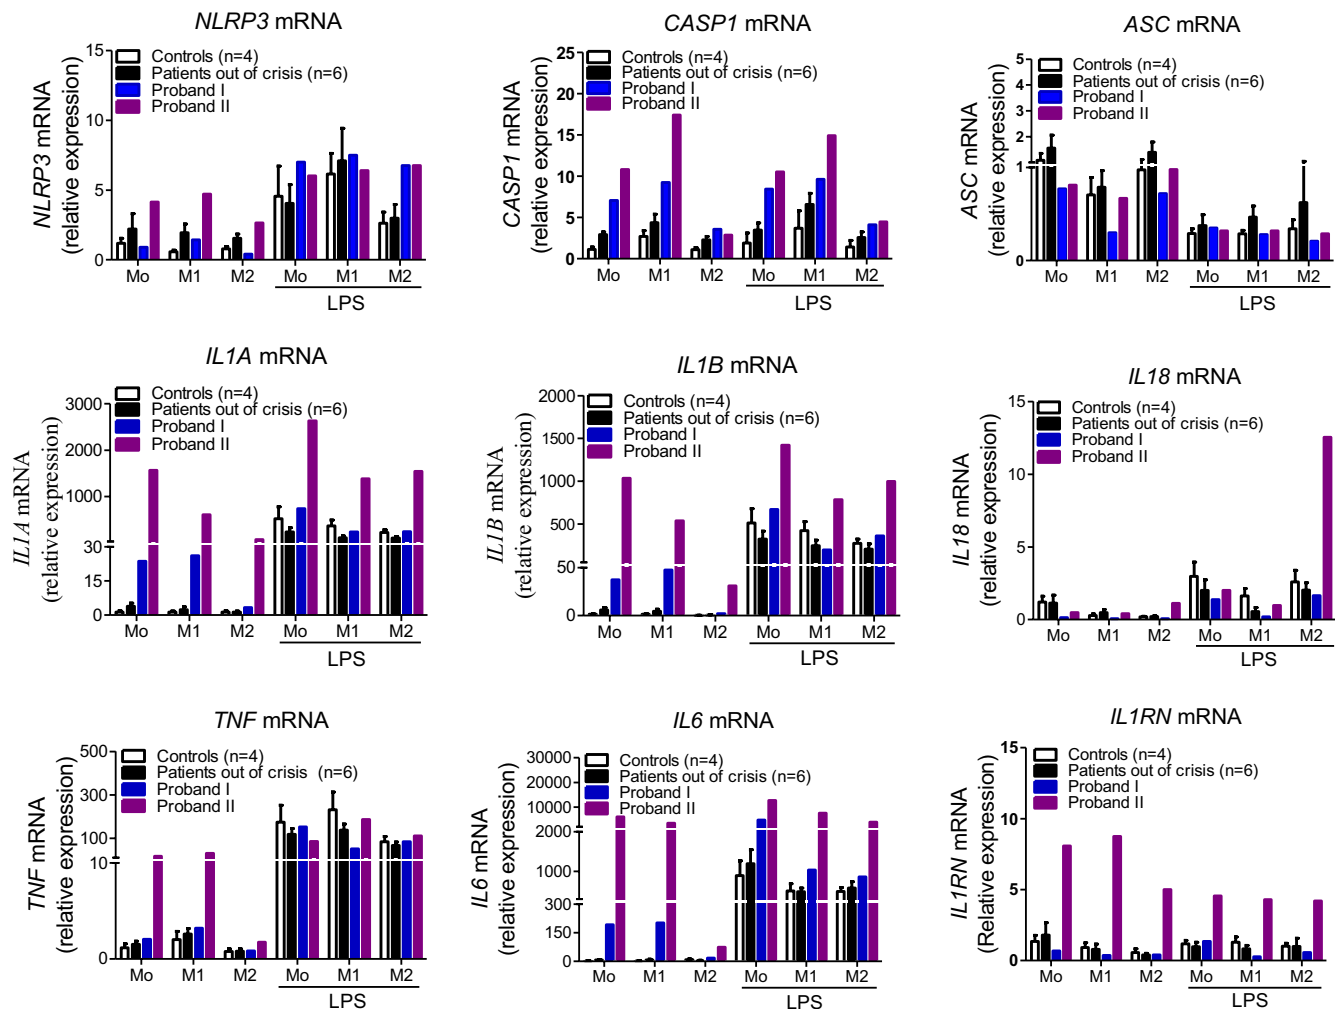 NLRP3 mRNA
NLRP3 mRNA
(relative expression)
15
10
5
0
Controls (n=4)
Patients out of crisis (n=6)
Proband I
Proband II
Mo M1 M2 Mo M1 M2
LPS
CASP1 mRNA
CASP1 mRNA
(relative expression)
25
20
15
10
5
0
Controls (n=4)
Patients out of crisis (n=6)
Proband I
Proband II
Mo M1 M2 Mo M1 M2
LPS
ASC mRNA
ASC mRNA
(relative expression)
5
4
3
2
1
0
Controls (n=4)
Patients out of crisis (n=6)
Proband I
Proband II
Mo M1 M2 Mo M1 M2
LPS
IL1A mRNA
IL1A mRNA
(relative expression)
3000
2000
1000
30
15
0
Controls (n=4)
Patients out of crisis (n=6)
Proband I
Proband II
Mo M1 M2 Mo M1 M2
LPS
IL1B mRNA
IL1B mRNA
(relative expression)
2000
1500
1000
500
50
0
Controls (n=4)
Patients out of crisis (n=6)
Proband I
Proband II
Mo M1 M2 Mo M1 M2
LPS
IL18 mRNA
IL18 mRNA
(relative expression)
15
10
5
0
Controls (n=4)
Patients out of crisis (n=6)
Proband I
Proband II
Mo M1 M2 Mo M1 M2
LPS
TNF mRNA
TNF mRNA
(relative expression)
500
300
100
10
0
Controls (n=4)
Patients out of crisis (n=6)
Proband I
Proband II
Mo M1 M2 Mo M1 M2
LPS
IL6 mRNA
IL6 mRNA
(relative expression)
30000
20000
10000
2000
1000
300
150
0
Controls (n=4)
Patients out of crisis (n=6)
Proband I
Proband II
Mo M1 M2 Mo M1 M2
LPS
IL1RN mRNA
IL1RN mRNA
(Relative expression)
15
10
5
0
Controls (n=4)
Patients out of crisis (n=6)
Proband I
Proband II
Mo M1 M2 Mo M1 M2
LPS